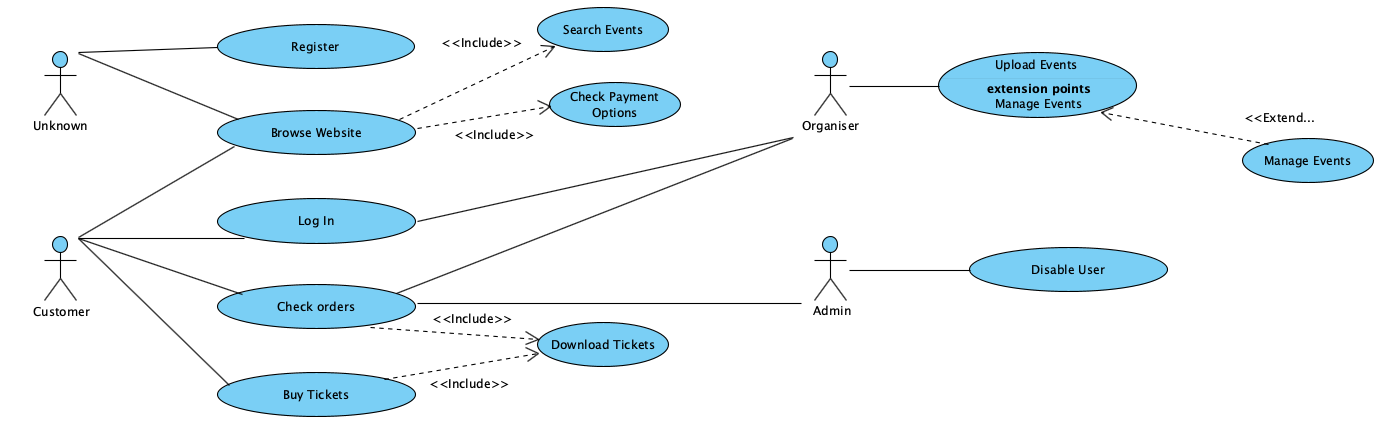 Search Events
<<Include>>
Register
Unknown
Browse Website
Check Payment
Options
<<Include>>
Organiser
Upload Events
extension points
Manage Events
<<Extend...
Manage Events
Log In
Customer
Check orders
<<Include>>
Download Tickets
<<Include>>
Buy Tickets
Admin
Disable User